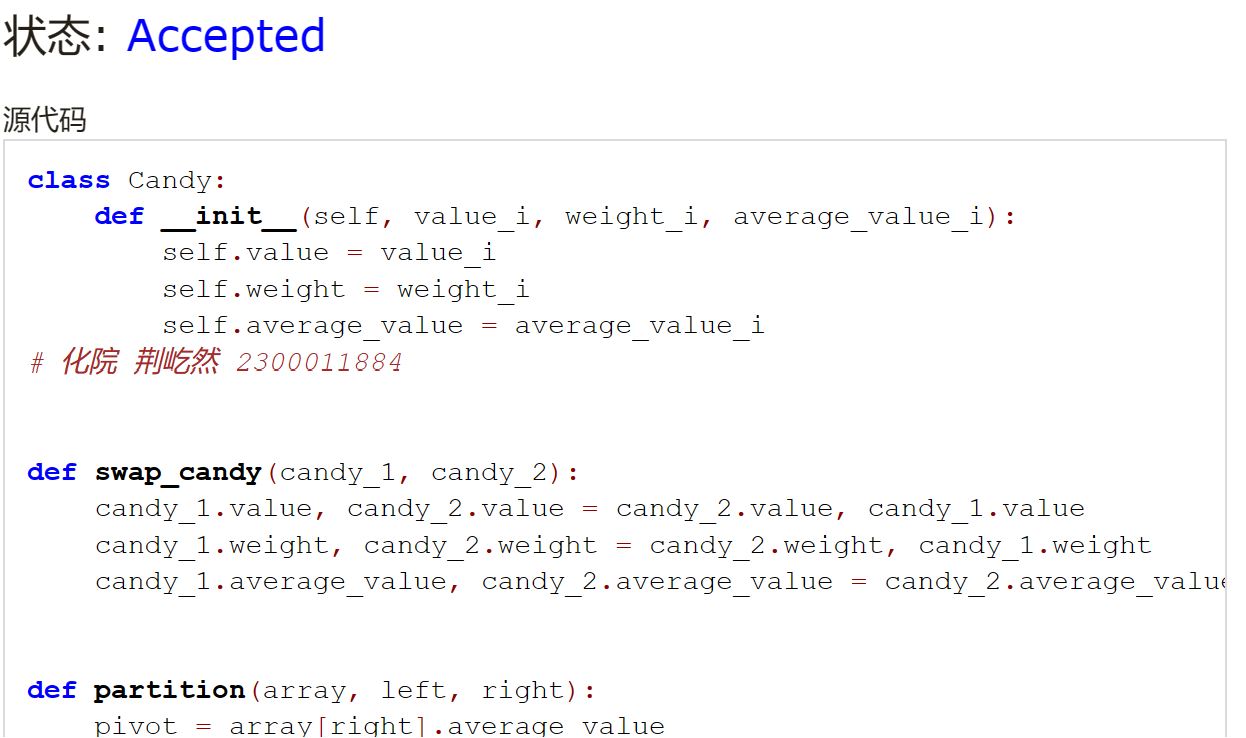 状态: Accepted
源代码
class Candy:
    def __init__(self, value_i, weight_i, average_value_i):
        self.value = value_i
        self.weight = weight_i
        self.average_value = average_value_i
# 化院 荆屹然 2300011884
def swap_candy(candy_1, candy_2):
    candy_1.value, candy_2.value = candy_2.value, candy_1.value
    candy_1.weight, candy_2.weight = candy_2.weight, candy_1.weight
    candy_1.average_value, candy_2.average_value = candy_2.average_value
def partition(array, left, right):
    pivot = array[right].average_value